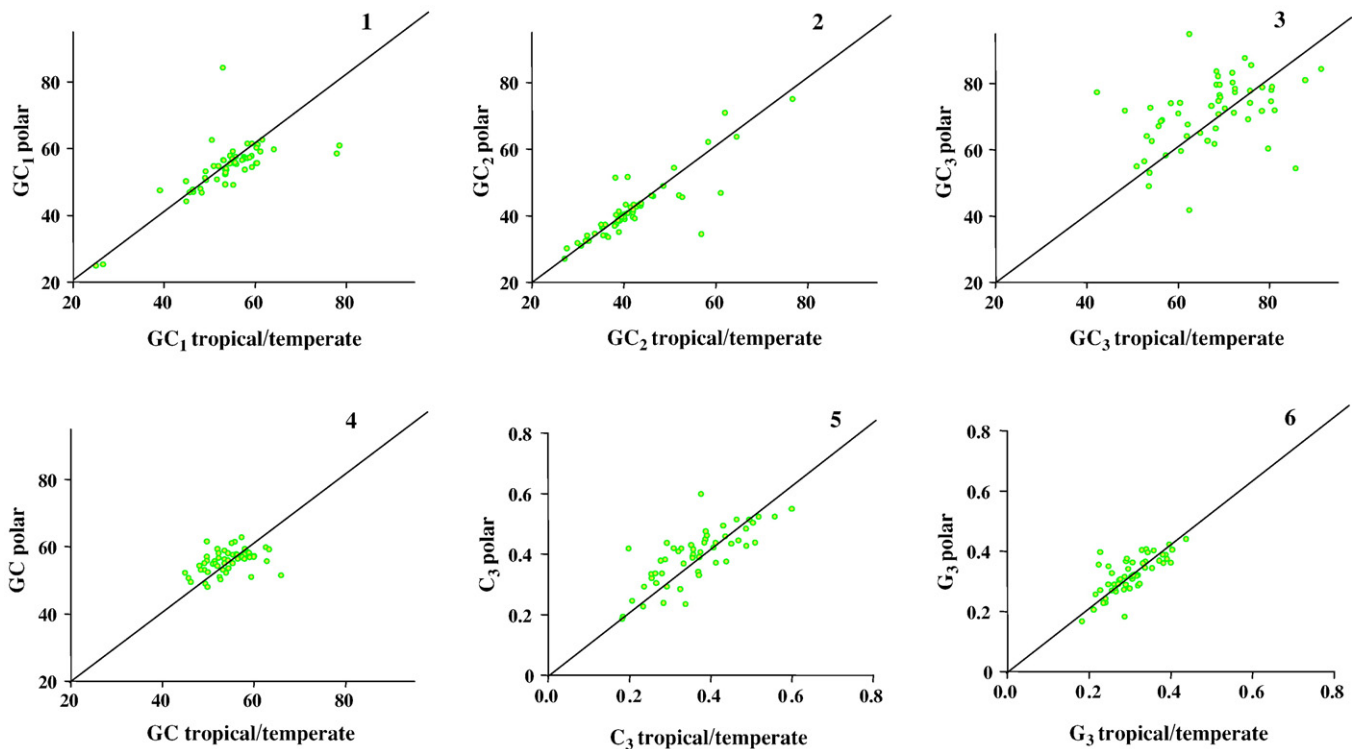 1
GC1 polar
80
60
40
20
20 40 60 80
GC1 tropical/temperate
2
GC2 polar
80
60
40
20
20 40 60 80
GC2 tropical/temperate
3
GC3 polar
80
60
40
20
20 40 60 80
GC3 tropical/temperate
4
GC polar
80
60
40
20
20 40 60 80
GC tropical/temperate
5
C3 polar
0.8
0.6
0.4
0.2
0
0.0 0.2 0.4 0.6 0.8
C3 tropical/temperate
6
G3 polar
0.8
0.6
0.4
0.2
0
0.0 0.2 0.4 0.6 0.8
G3 tropical/temperate